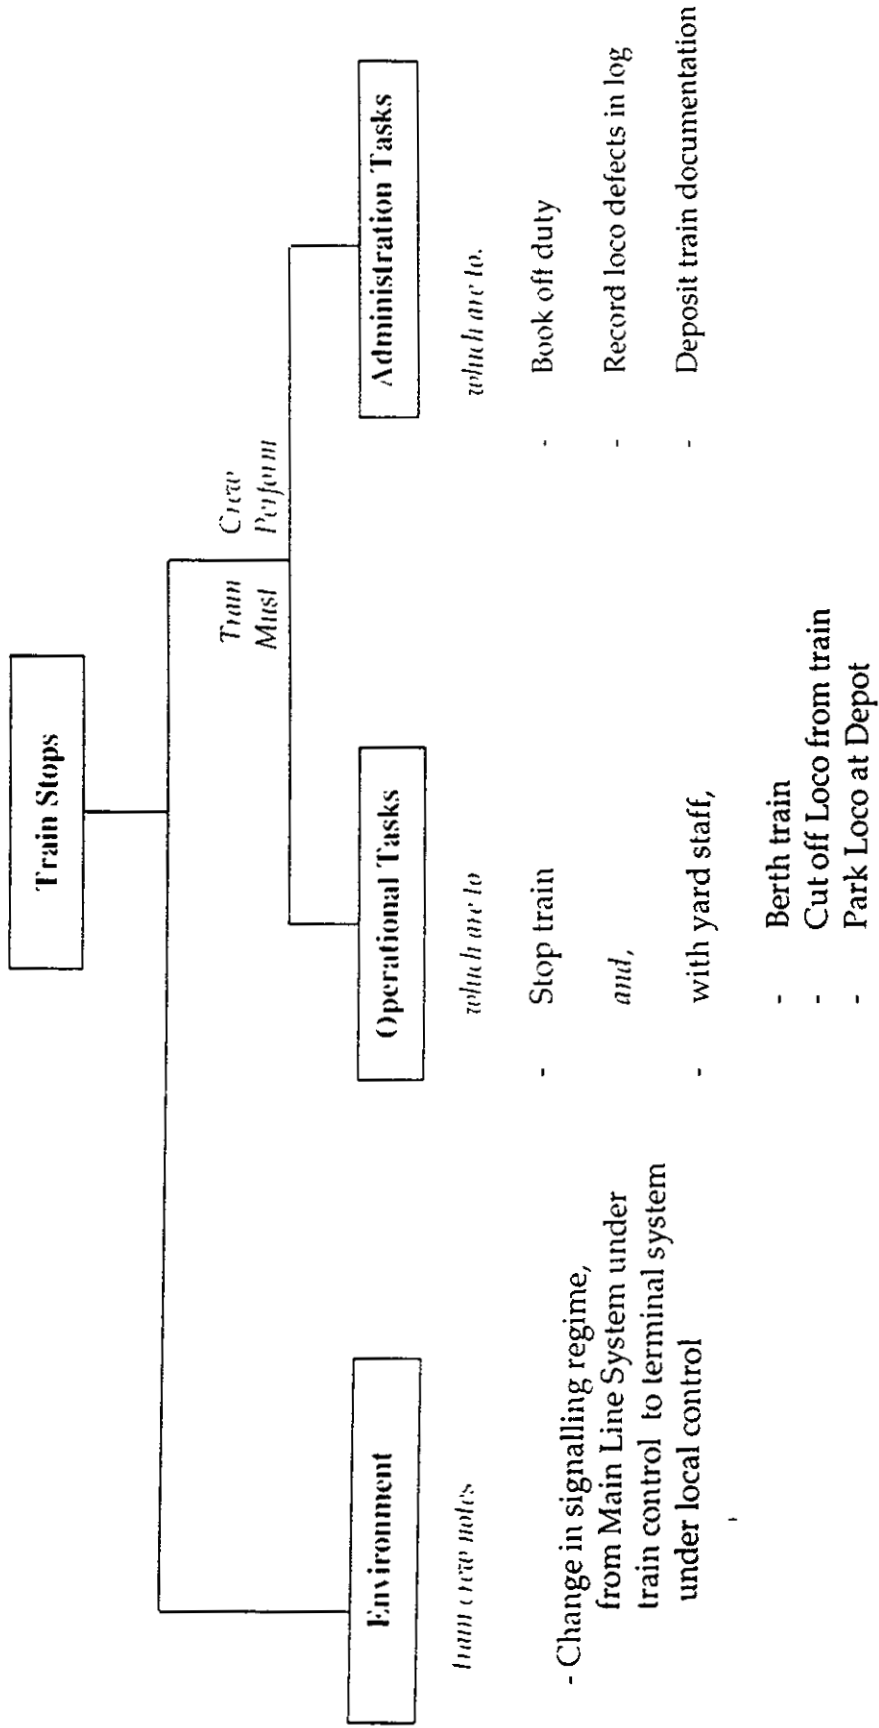 Train Stops
Train Crew
Must Perform
Environment
Operational Tasks
Administration Tasks
train crew notes
which are to
which are to.
- Change in signalling regime,
from Main Line System under
train control to terminal system
under local control
- Stop train
and,
- with yard staff,
- Berth train
- Cut off Loco from train
- Park Loco at Depot
- Book off duty
- Record loco defects in log
- Deposit train documentation